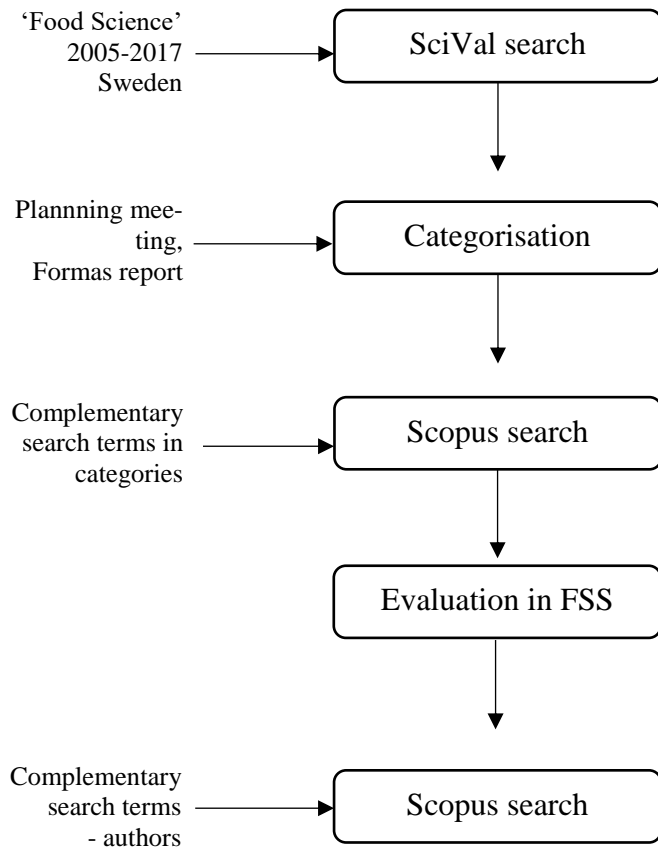 ‘Food Science’
2005-2017
Sweden
SciVal search
Plannning mee-
ting,
Formas report
Categorisation
Complementary
search terms in
categories
Scopus search
Evaluation in FSS
Complementary
search terms
- authors
Scopus search